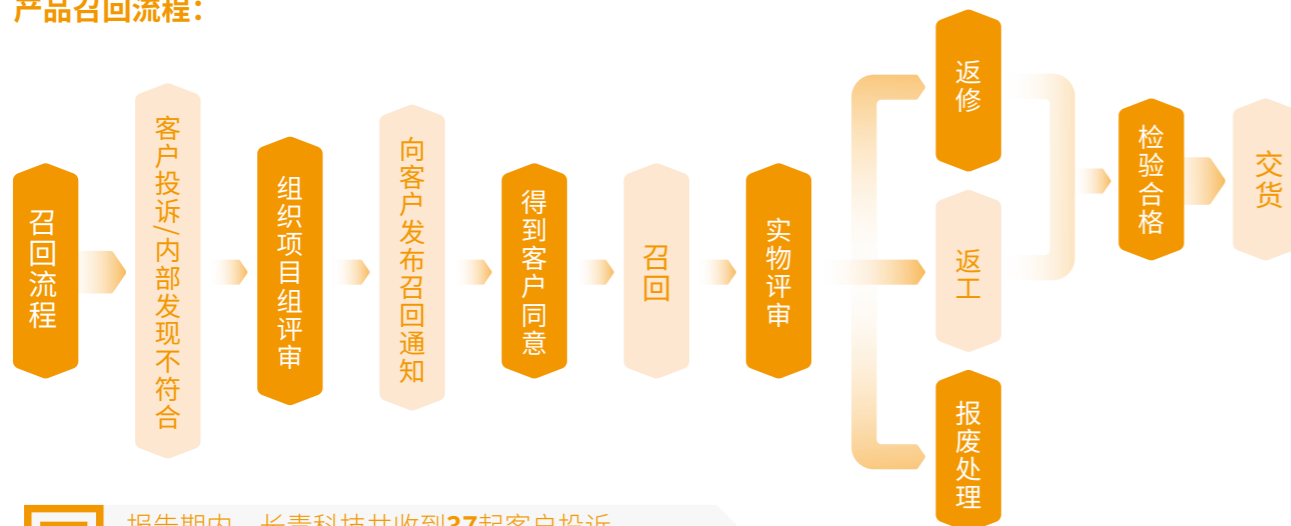 产品召回流程：
召回流程
客户投诉/内部发现不符合
组织项目组评审
向客户发布召回通知
得到客户同意
召回
实物评审
返修
返工
报废处理
检验合格
交货
报告期内，长青科技共收到37起客户投诉